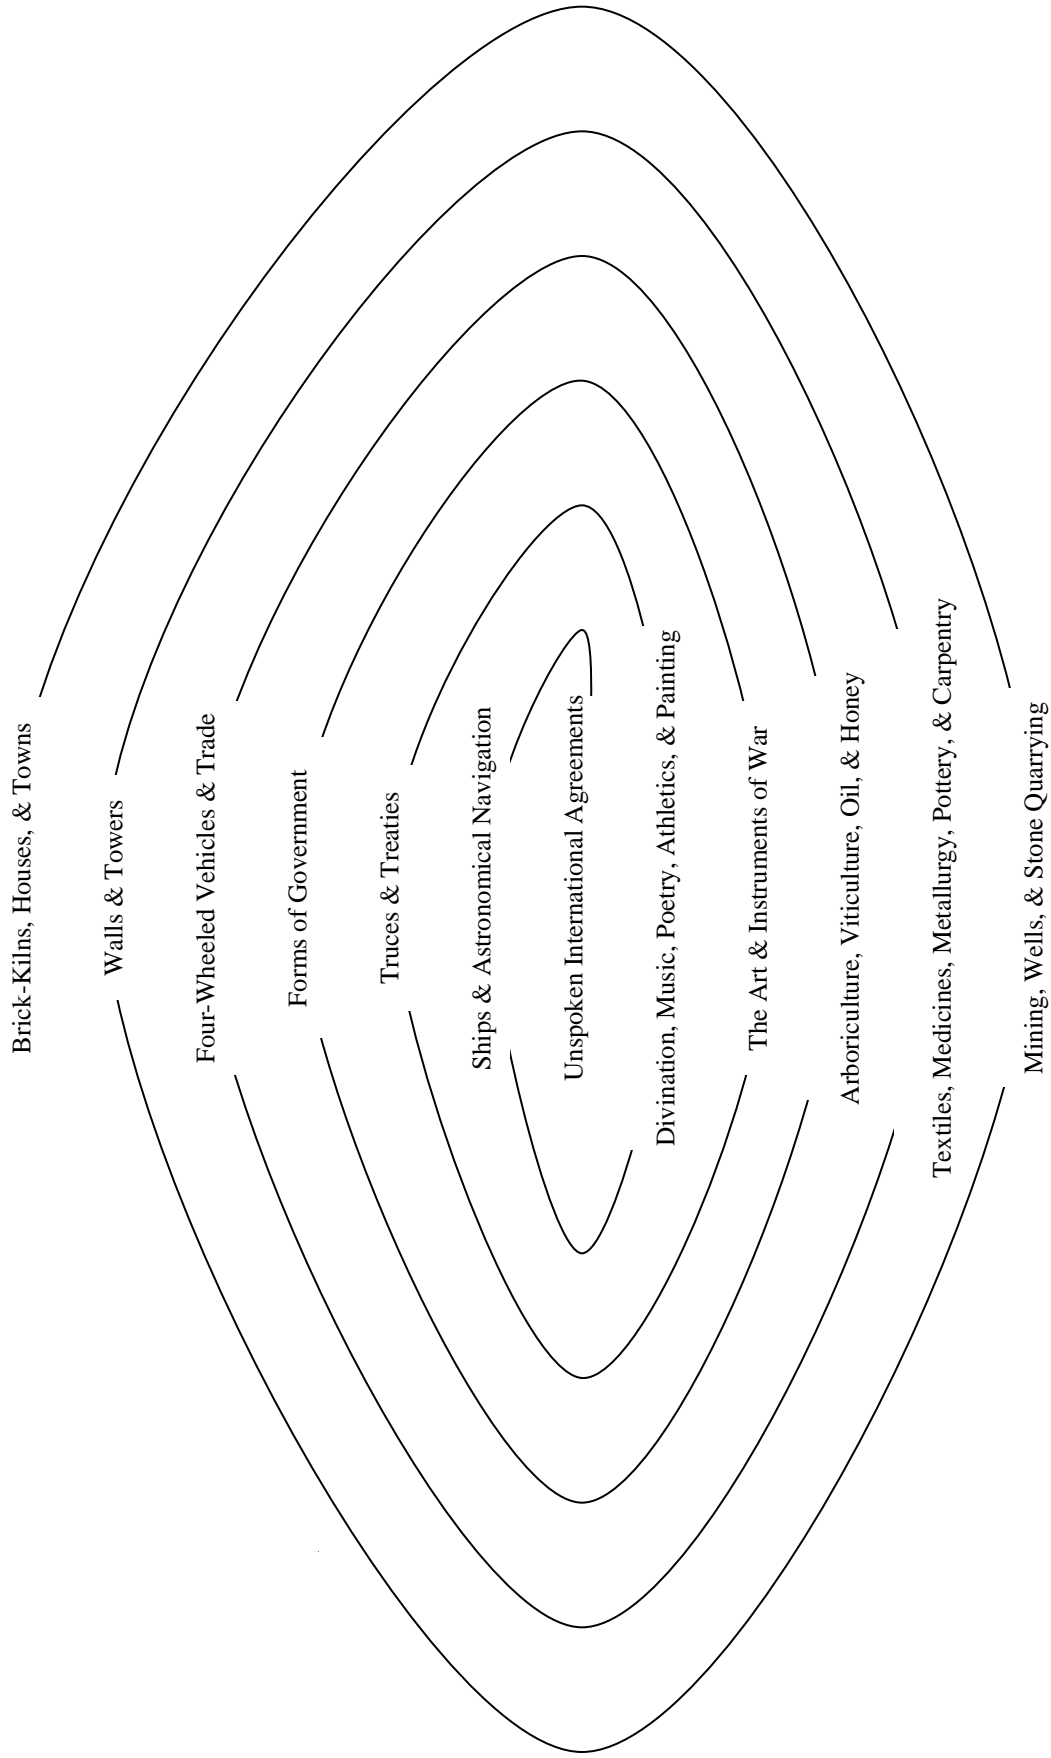 Brick-Kilns, Houses, & Towns
Walls & Towers
Four-Wheeled Vehicles & Trade
Forms of Government
Truces & Treaties
Ships & Astronomical Navigation
Unspoken International Agreements
Divination, Music, Poetry, Athletics, & Painting
The Art & Instruments of War
Arboriculture, Viticulture, Oil, & Honey
Textiles, Medicines, Metallurgy, Pottery, & Carpentry
Mining, Wells, & Stone Quarrying